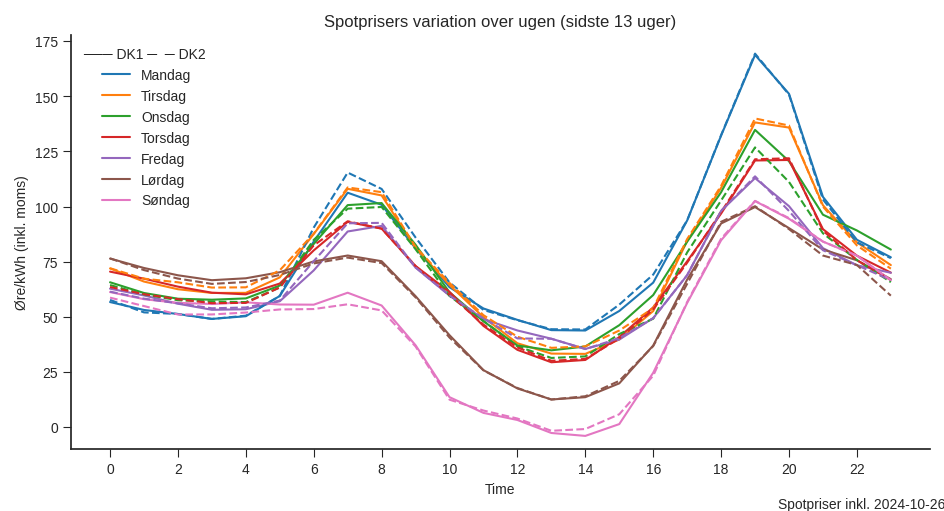 Spotprisers variation over ugen (sidste 13 uger)
Øre/kWh (inkl. moms)
175
150
125
100
75
50
25
0
DK1 DK2
Mandag
Tirsdag
Onsdag
Torsdag
Fredag
Lørdag
Søndag
0 2 4 6 8 10 12 14 16 18 20 22
Time
Spotpriser inkl. 2024-10-26